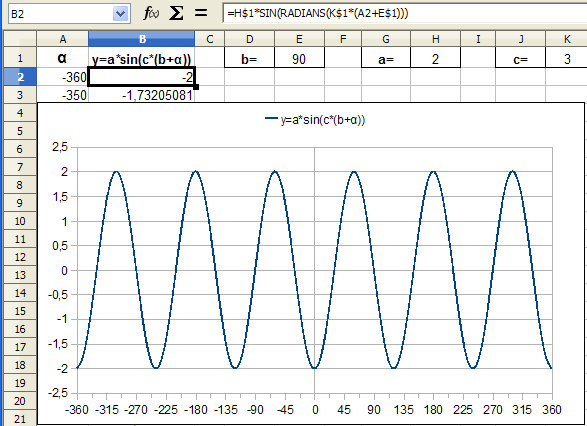 B2 f(x) Σ = =H$1*SIN(RADIANS(K$1*(A2+E$1)))
A B C D E F G H I J K
1 α y=a*sin(c*(b+α)) b= 90 a= 2 c= 3
2 -360 -2
3 -350 -1,73205081
4 y=a*sin(c*(b+α))
5
6 2,5
7 2
8 1,5
9
10 1
11 0,5
12 0
13 -0,5
14
15 -1
16 -1,5
17
18 -2
19 -2,5
20 -360 -315 -270 -225 -180 -135 -90 -45 0 45 90 135 180 225 270 315 360
21